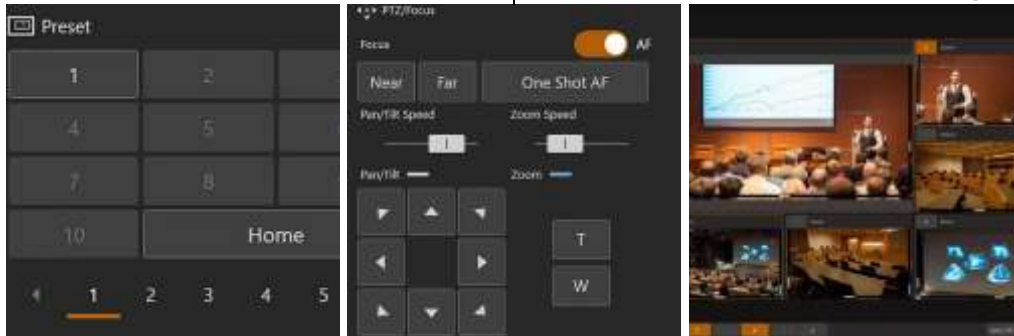 Preset
1 2
4 5
7 8
10 Home
1 2 3 4 5
PTZ/Focus
Focus AF
Near Far One Shot AF
Pan/Tilt Speed Zoom Speed
Pan/Tilt Zoom
T
W